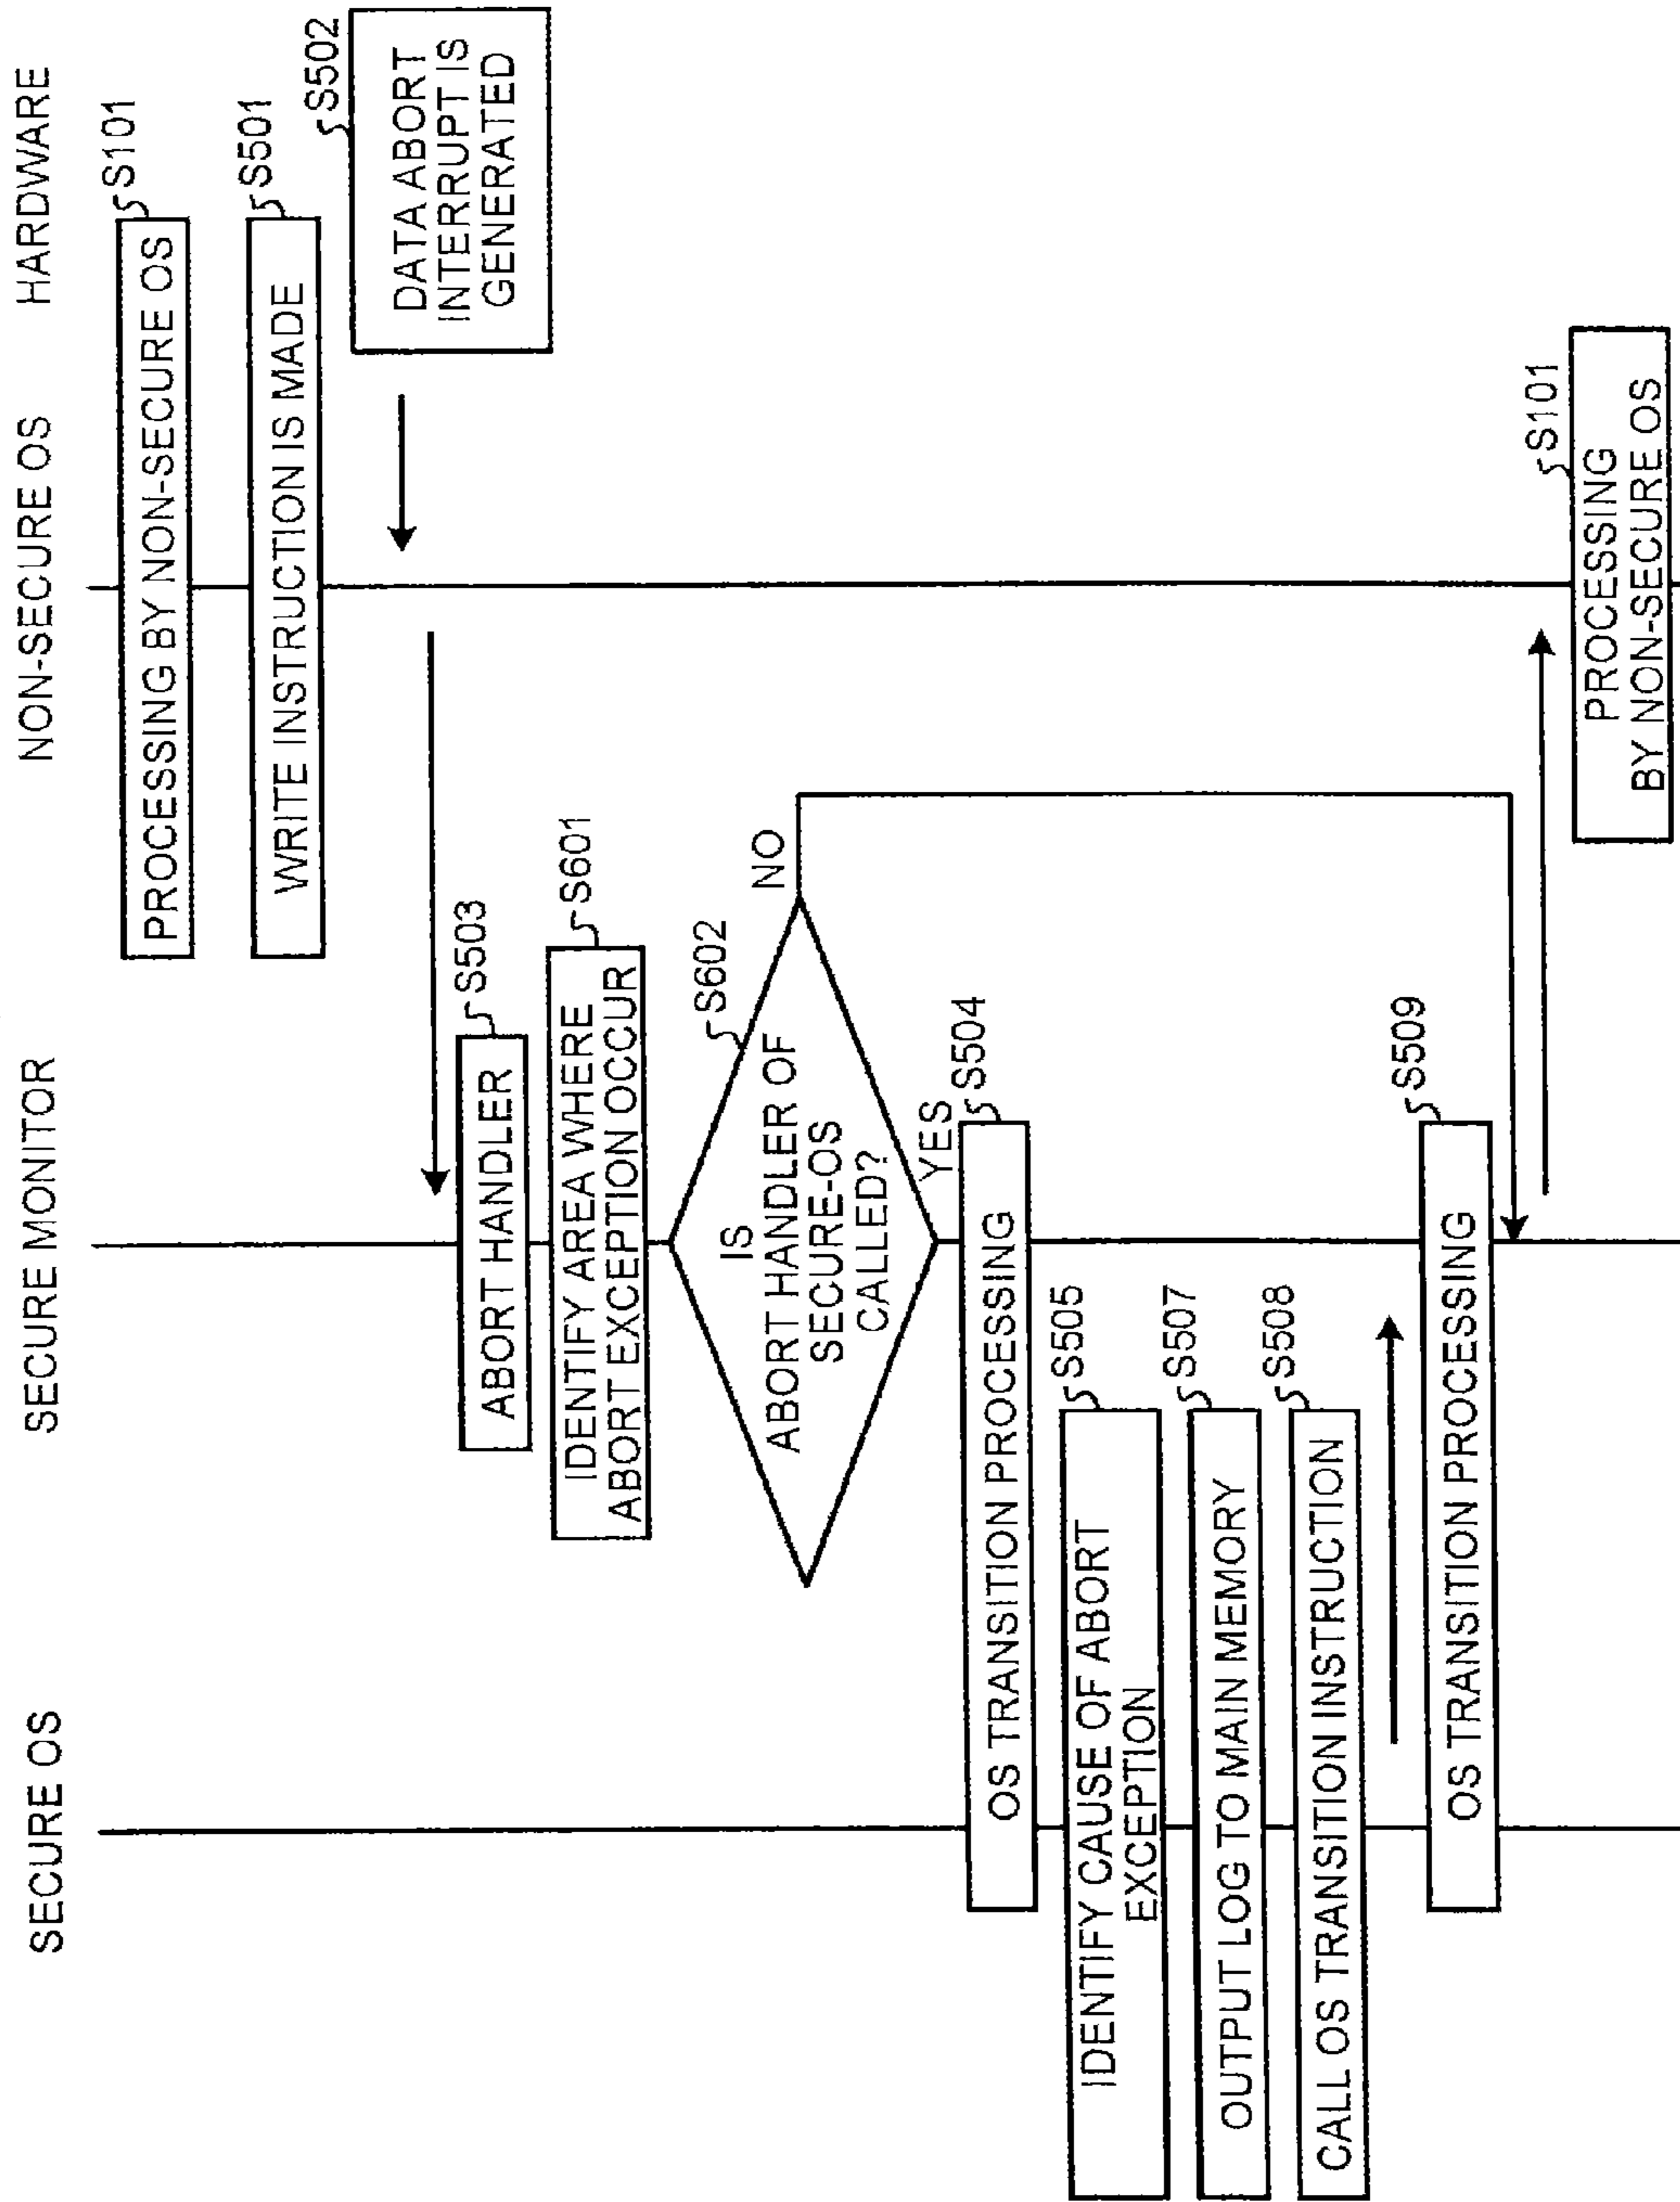 SECURE OS
SECURE MONITOR
NON-SECURE OS
HARDWARE
PROCESSING BY NON-SECURE OS
S101
WRITE INSTRUCTION IS MADE
S501
S502
DATA ABORT
INTERRUPT IS
GENERATED
ABORT HANDLER
S503
IDENTIFY AREA WHERE
ABORT EXCEPTION OCCUR
S601
S602
IS
ABORT HANDLER OF
SECURE-OS
CALLED?
NO
YES
S504
OS TRANSITION PROCESSING
S505
IDENTIFY CAUSE OF ABORT
EXCEPTION
S507
OUTPUT LOG TO MAIN MEMORY
S508
CALL OS TRANSITION INSTRUCTION
S509
OS TRANSITION PROCESSING
S101
PROCESSING
BY NON-SECURE OS